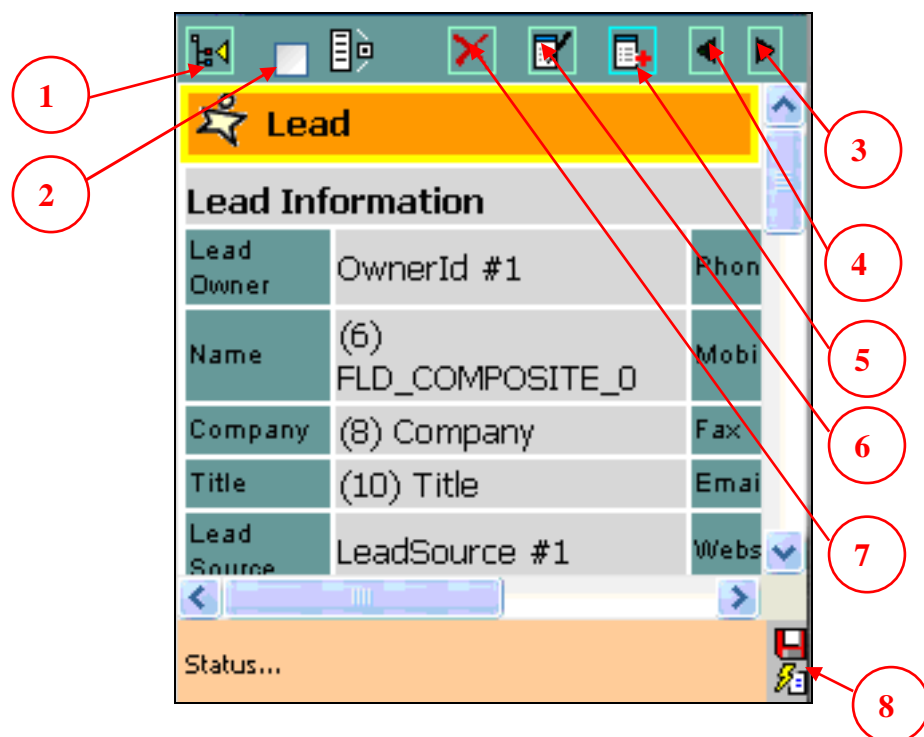 1
2
3
4
5
6
7
8
Lead
Lead Information
Lead
Owner
OwnerId #1
Phon
Name
(6)
FLD_COMPOSITE_0
Mobi
Company
(8) Company
Fax
Title
(10) Title
Emai
Lead
Source
LeadSource #1
Webs
Status...